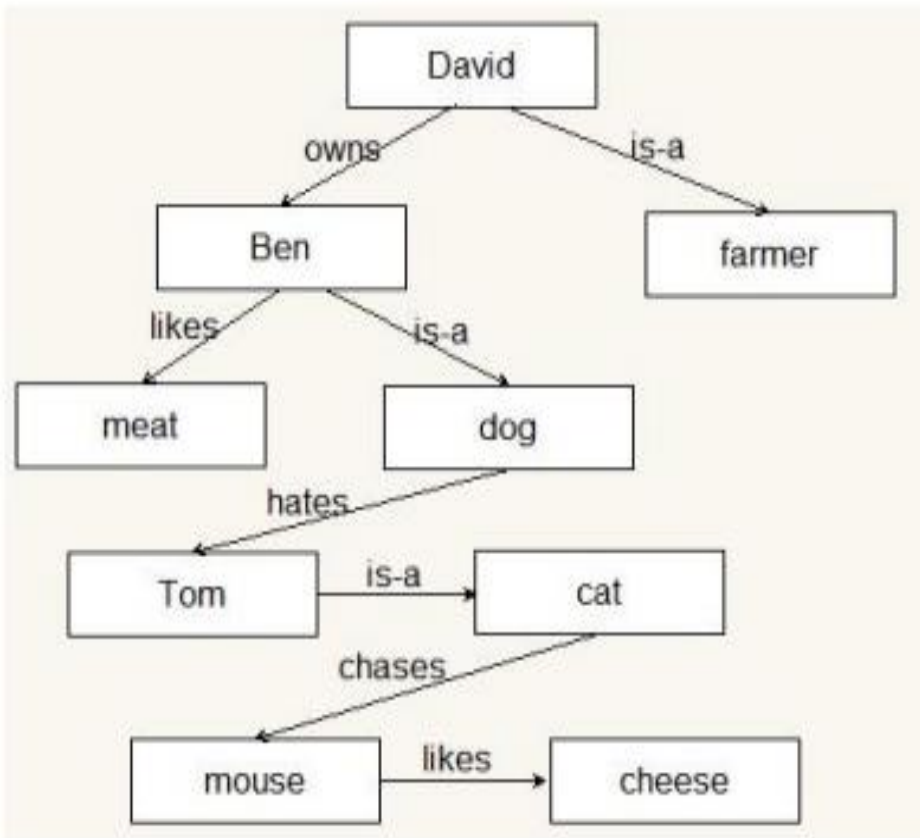 David
owns
is-a
Ben
farmer
likes
is-a
meat
dog
hates
Tom
is-a
cat
chases
mouse
likes
cheese